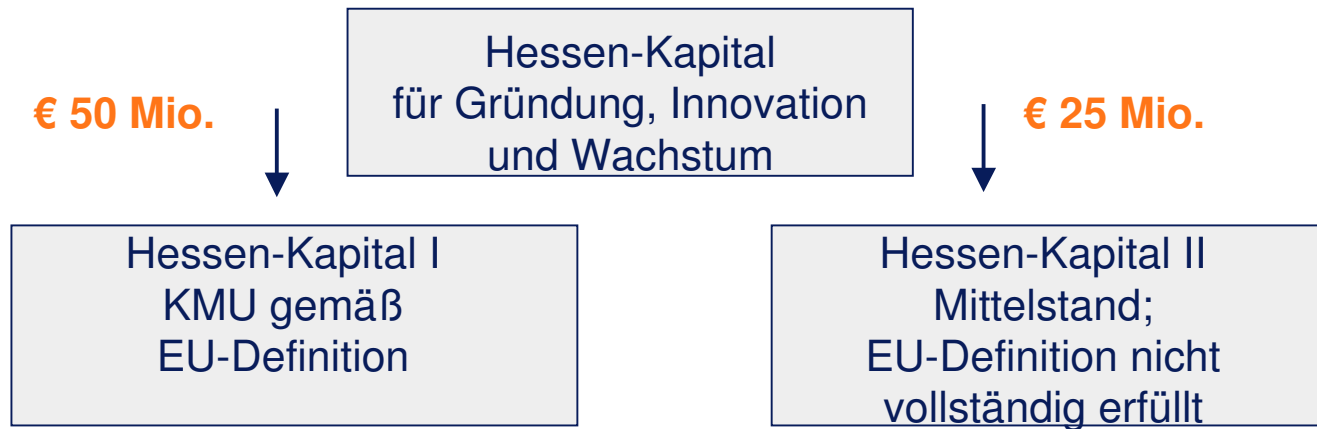 Hessen-Kapital
für Gründung, Innovation
und Wachstum
€ 50 Mio.
€ 25 Mio.
Hessen-Kapital I
KMU gemäß
EU-Definition
Hessen-Kapital II
Mittelstand;
EU-Definition nicht
vollständig erfüllt